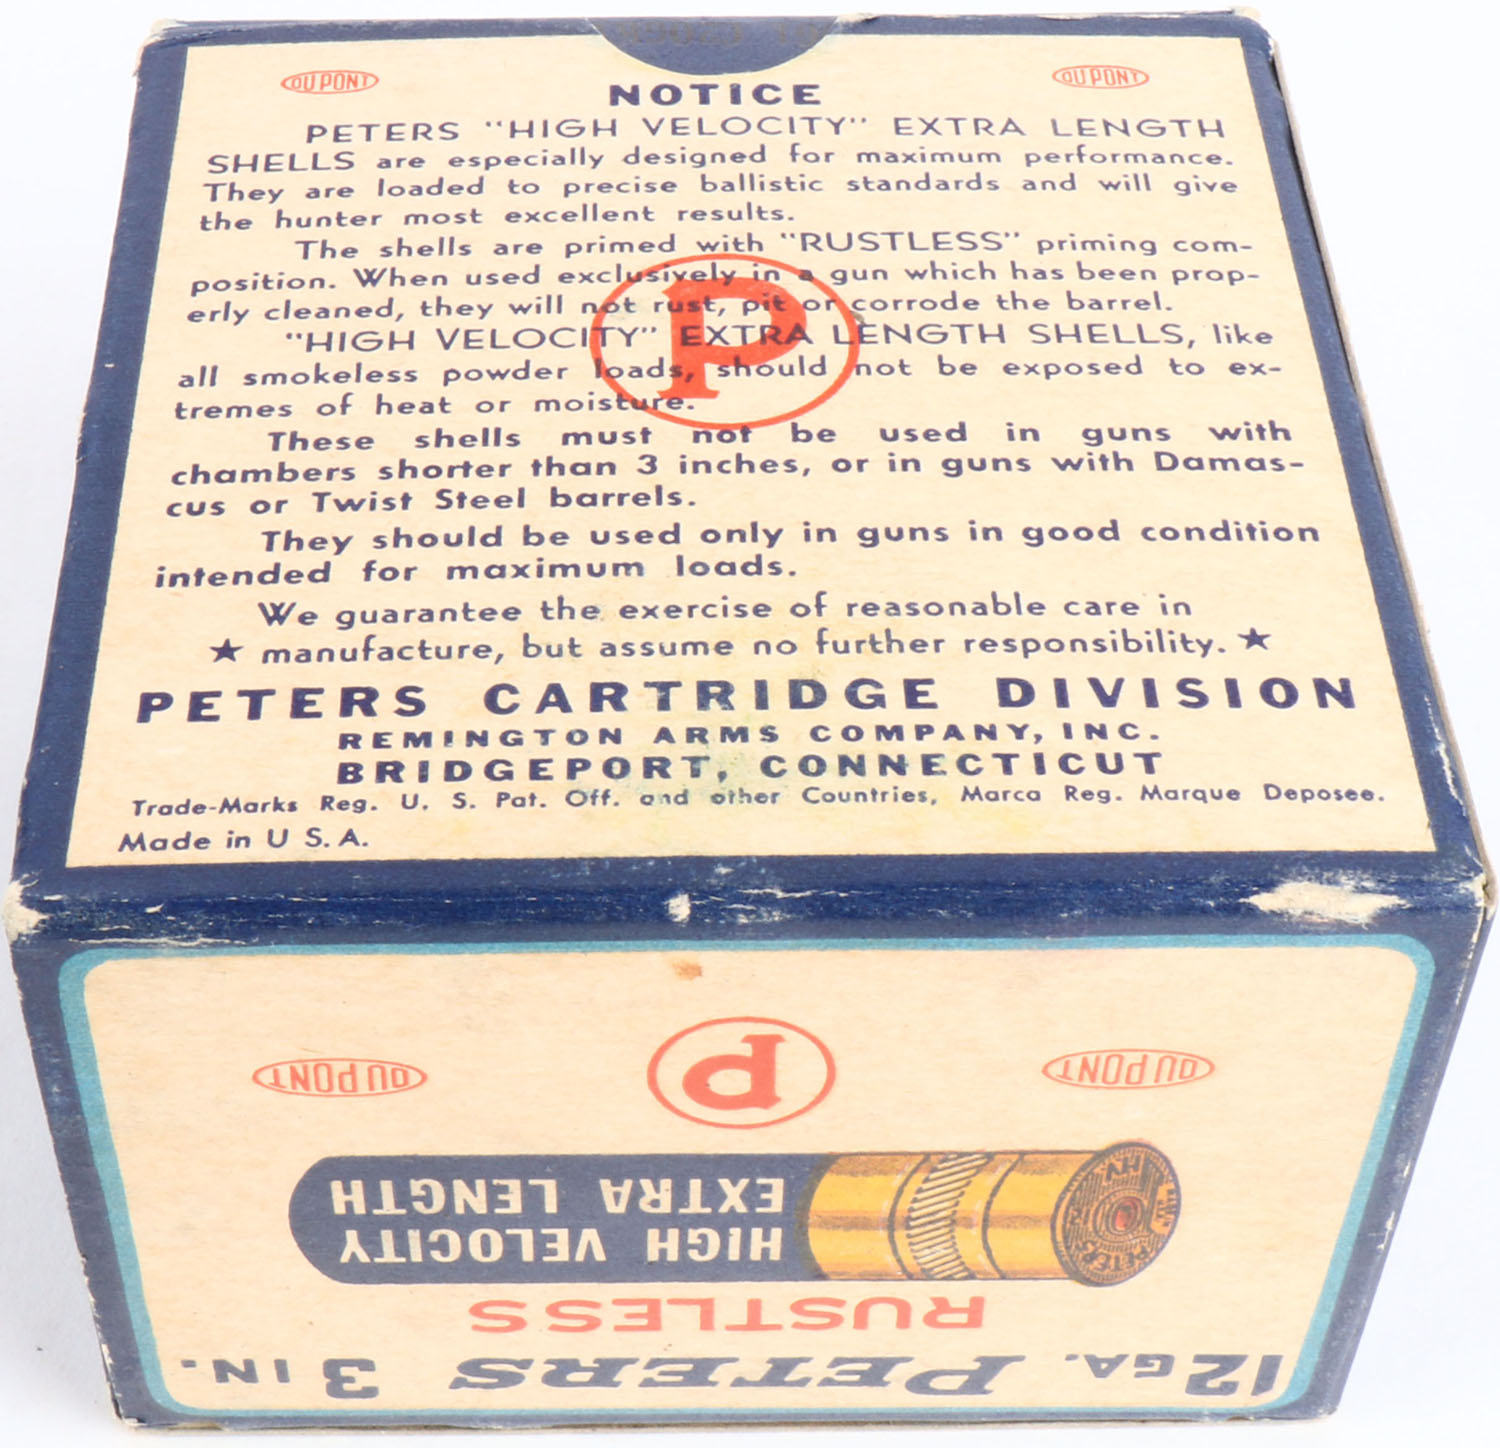 DU PONT
DU PONT
NOTICE
PETERS "HIGH VELOCITY" EXTRA LENGTH
SHELLS are especially designed for maximum performance.
They are loaded to precise ballistic standards and will give
the hunter most excellent results.
The shells are primed with "RUSTLESS" priming com-
position. When used exclusively in a gun which has been prop-
erly cleaned, they will not rust, pit or corrode the barrel.
"HIGH VELOCITY" EXTRA LENGTH SHELLS, like
all smokeless powder loads, should not be exposed to ex-
tremes of heat or moisture.
P
These shells must not be used in guns with
chambers shorter than 3 inches, or in guns with Damas-
cus or Twist Steel barrels.
They should be used only in guns in good condition
intended for maximum loads.
We guarantee the exercise of reasonable care in
★ manufacture, but assume no further responsibility. ★
PETERS CARTRIDGE DIVISION
REMINGTON ARMS COMPANY, INC.
BRIDGEPORT, CONNECTICUT
Trade-Marks Reg. U. S. Pat. Off. and other Countries, Marca Reg. Marque Deposee.
Made in U S. A.
12 GA. PETERS 3 IN.
RUSTLESS
HIGH VELOCITY
EXTRA LENGTH
PETERS
HV
DU PONT
P
DU PONT